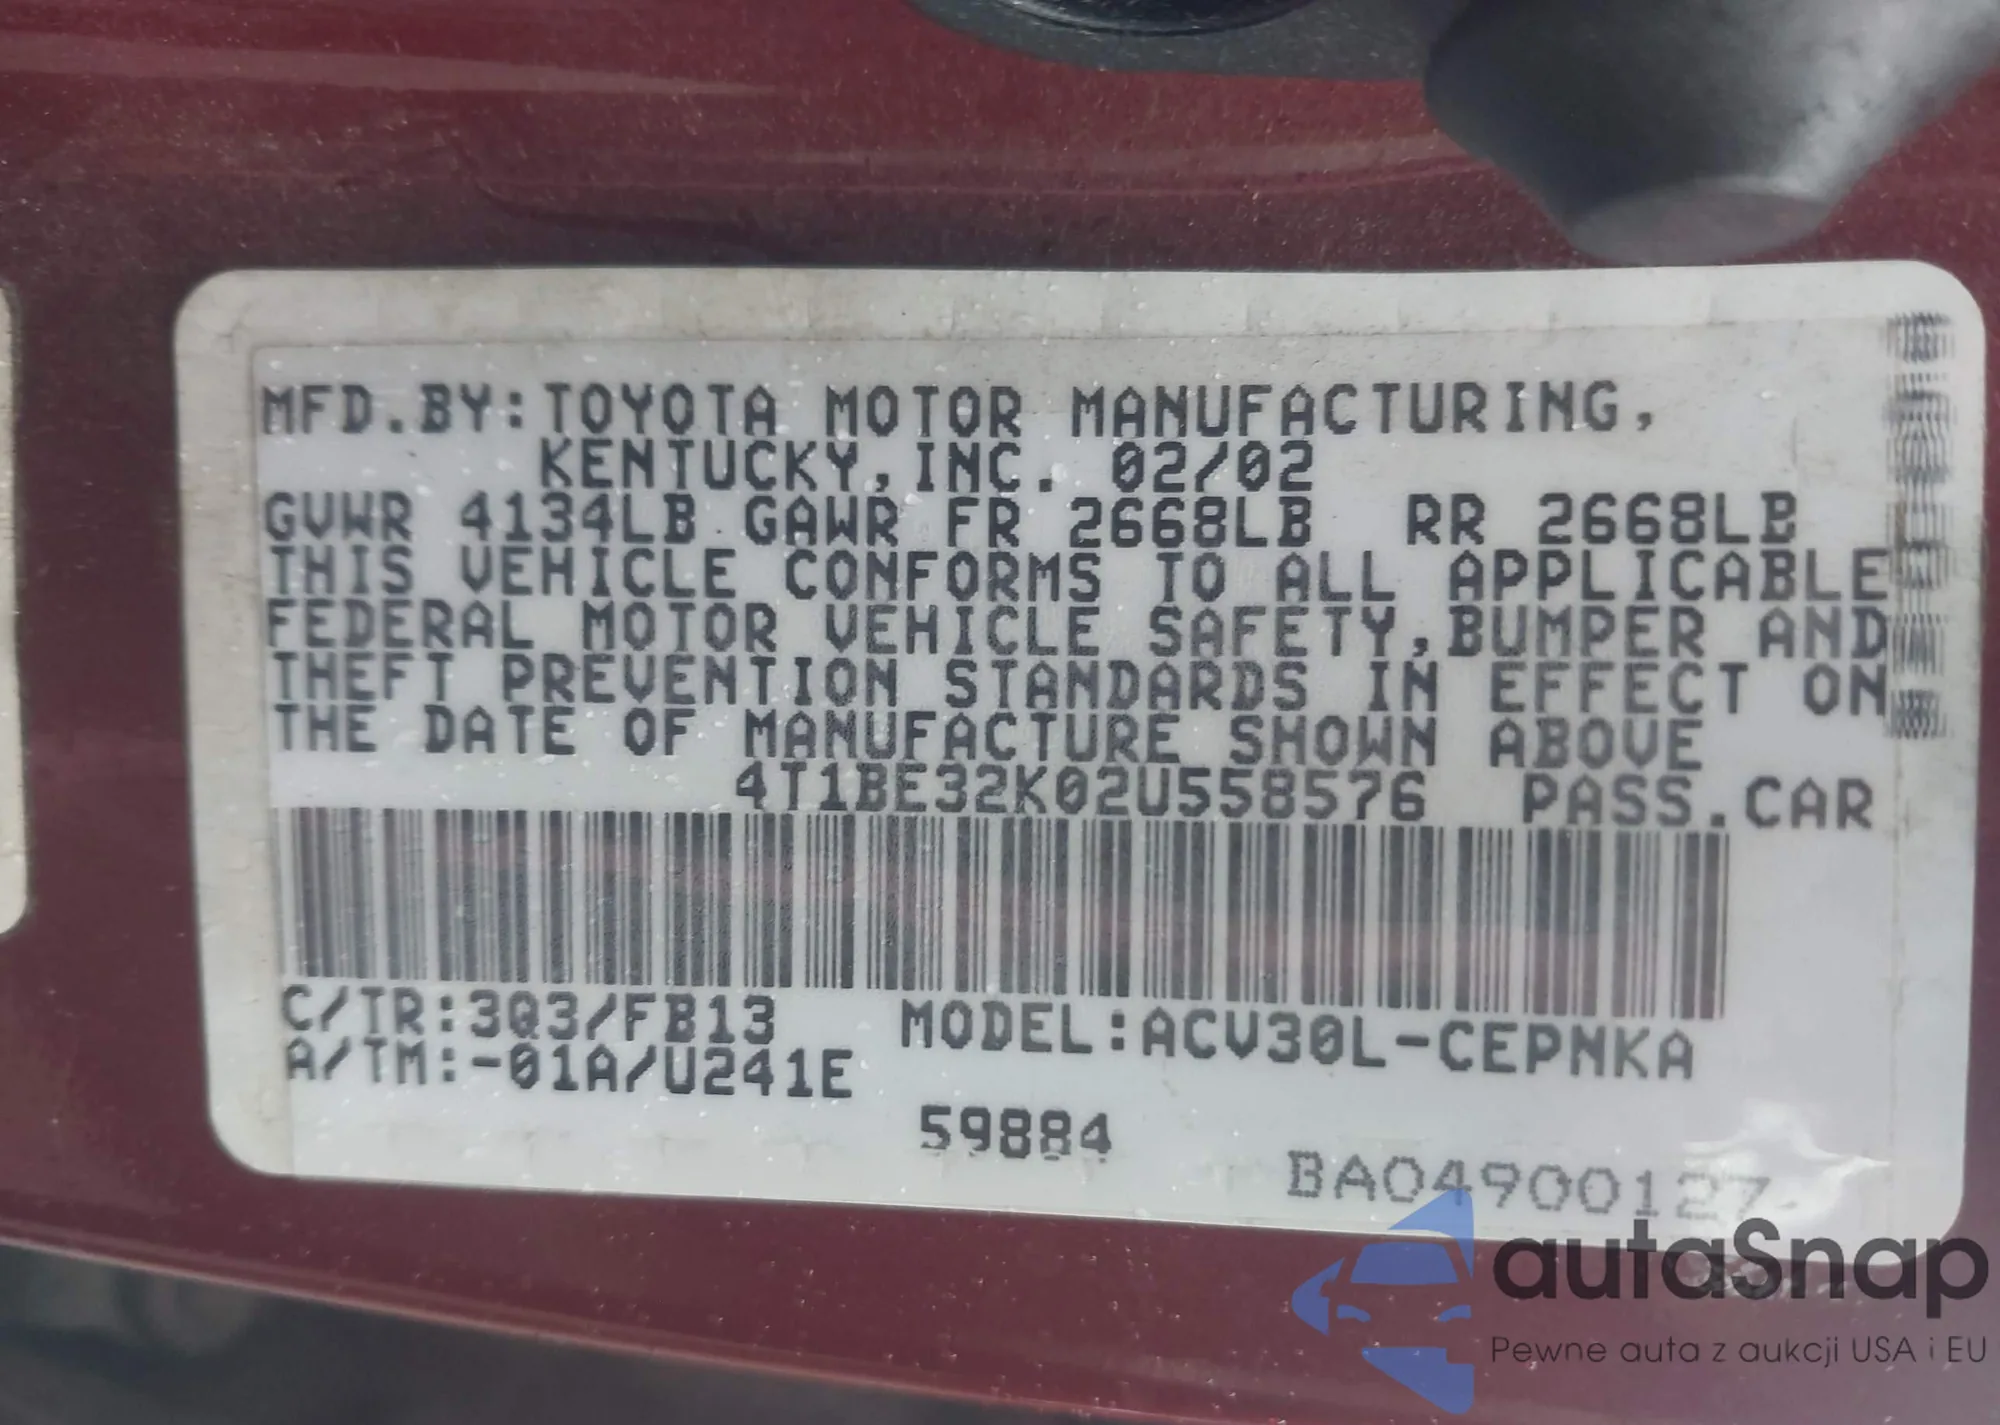 MFD.BY:TOYOTA MOTOR MANUFACTURING,
KENTUCKY,INC. 02/02
GVWR 4134LB GAWR FR 2668LB RR 2668LB
THIS VEHICLE CONFORMS TO ALL APPLICABLE
FEDERAL MOTOR VEHICLE SAFETY,BUMPER AND
THEFT PREVENTION STANDARDS IN EFFECT ON
THE DATE OF MANUFACTURE SHOWN ABOVE
4T1BE32K02U558576 PASS.CAR
C/TR:3Q3/FB13 MODEL:ACV30L-CEPNKA
A/TM:-01A/U241E
59884
BA04900127
autaSnap
Pewne auta z aukcji USA i EU